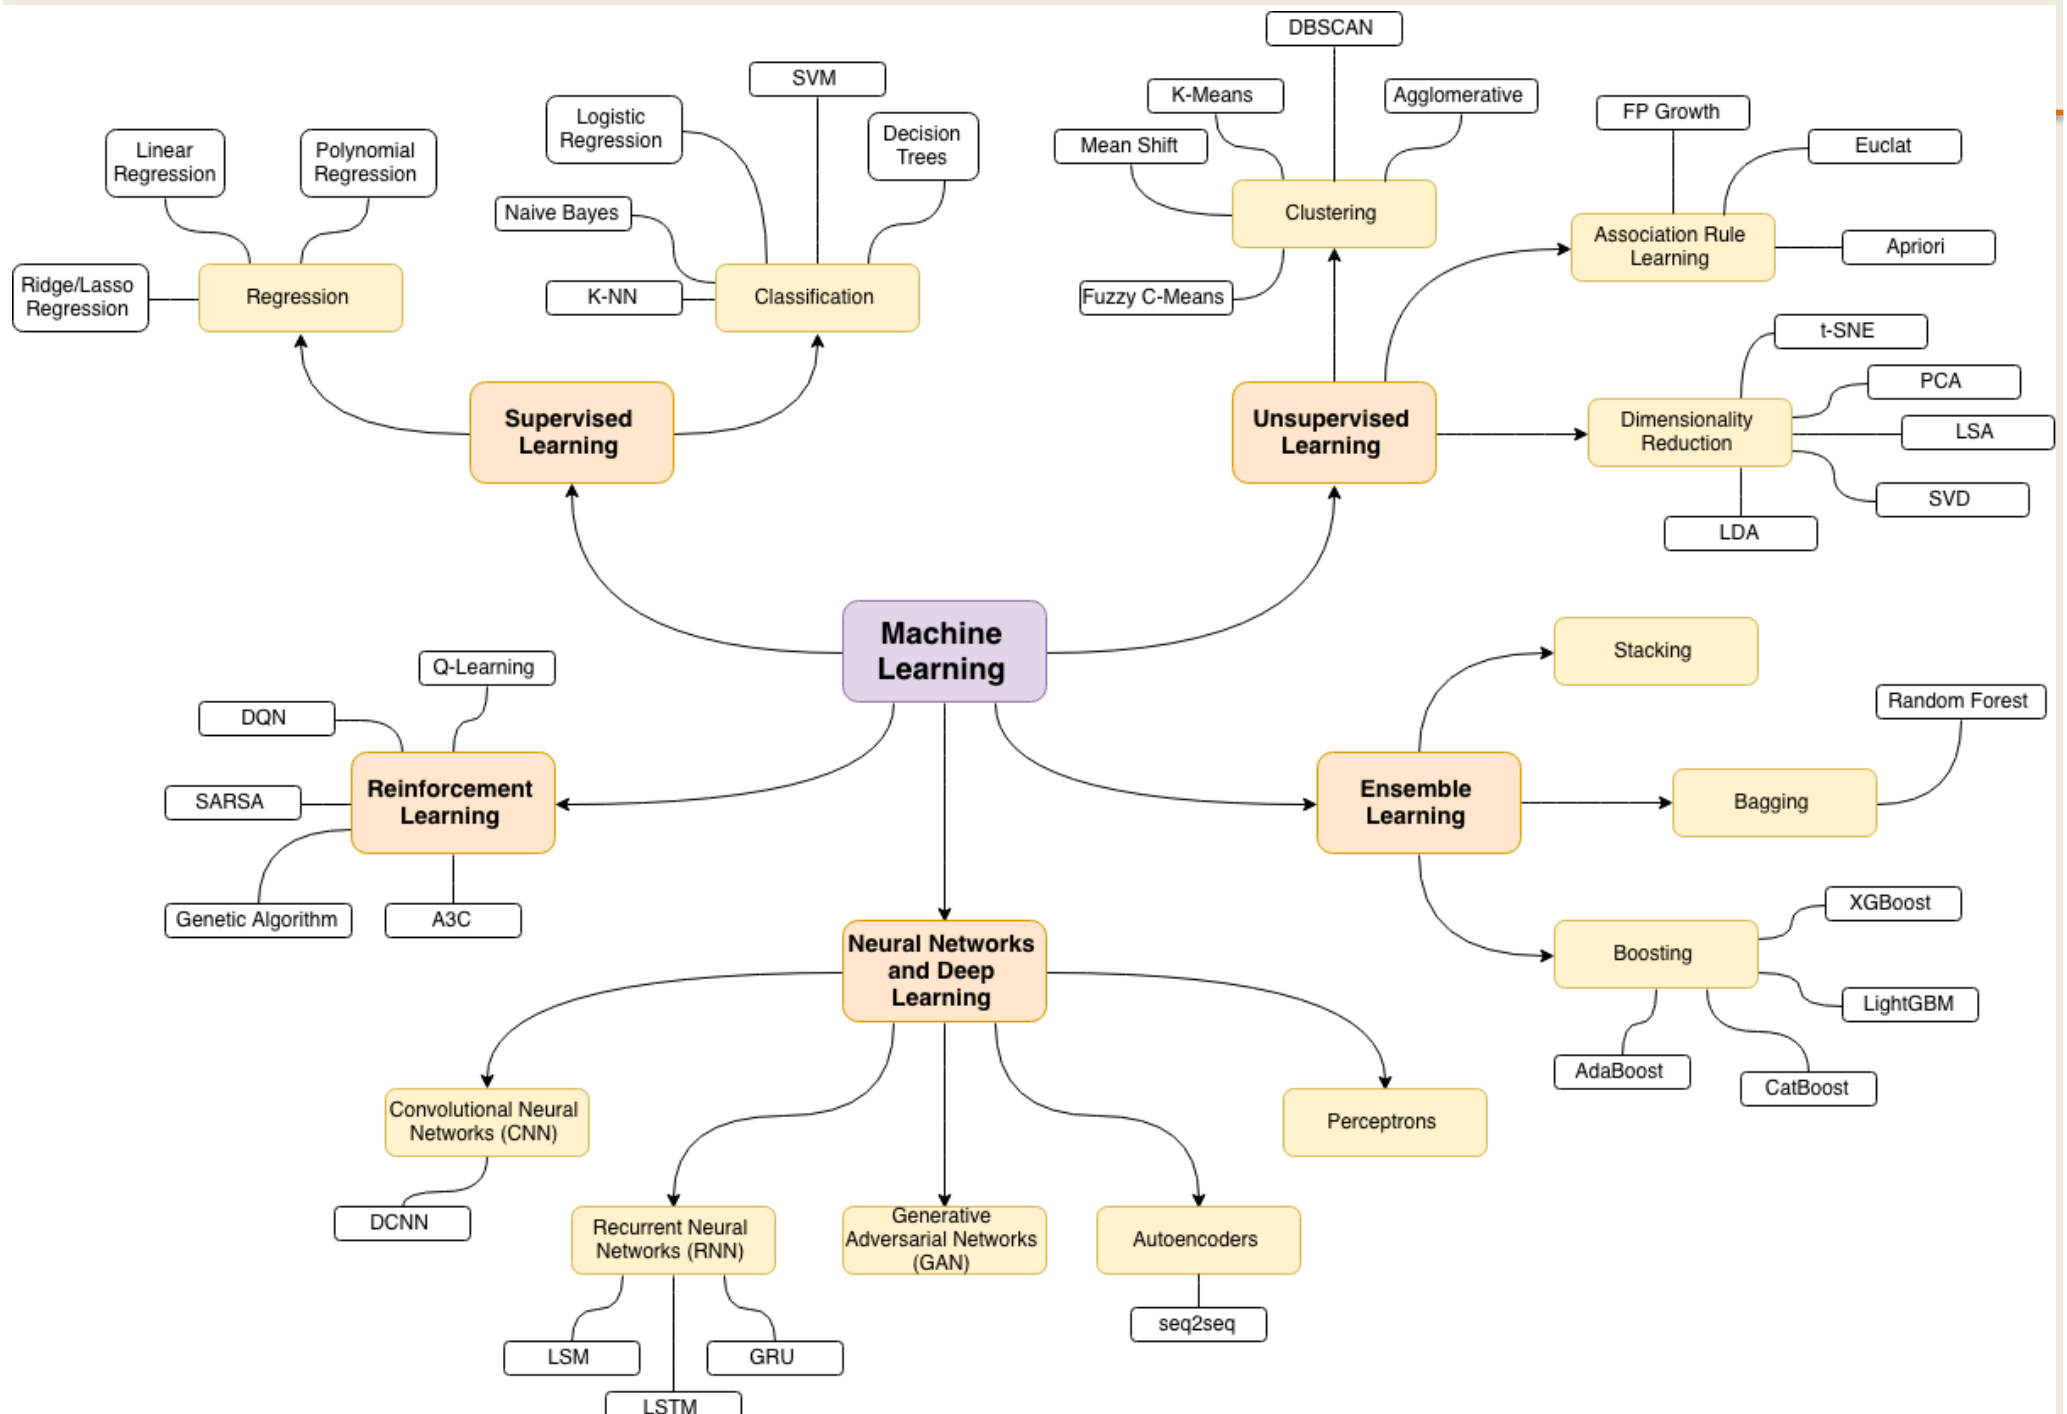 DBSCAN
SVM
K-Means
Agglomerative
Logistic
Regression
FP Growth
Decision
Trees
Linear
Regression
Polynomial
Regression
Mean Shift
Euclat
Naive Bayes
Clustering
Association Rule
Learning
Apriori
Ridge/Lasso
Regression
Regression
K-NN
Classification
Fuzzy C-Means
t-SNE
PCA
Supervised
Learning
Unsupervised
Learning
Dimensionality
Reduction
LSA
SVD
LDA
Machine
Learning
Stacking
Q-Learning
Random Forest
DQN
Reinforcement
Learning
SARSA
Ensemble
Learning
Bagging
Genetic Algorithm
A3C
XGBoost
Neural Networks
and Deep
Learning
Boosting
LightGBM
AdaBoost
CatBoost
Convolutional Neural
Networks (CNN)
Perceptrons
DCNN
Recurrent Neural
Networks (RNN)
Generative
Adversarial Networks
(GAN)
Autoencoders
seq2seq
LSM
GRU
LSTM